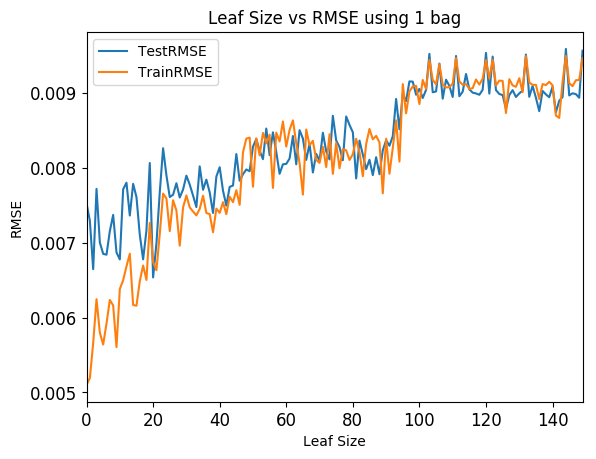 Leaf Size vs RMSE using 1 bag
TestRMSE
TrainRMSE
0.009
0.008
0.007
0.006
0.005
RMSE
0 20 40 60 80 100 120 140
Leaf Size